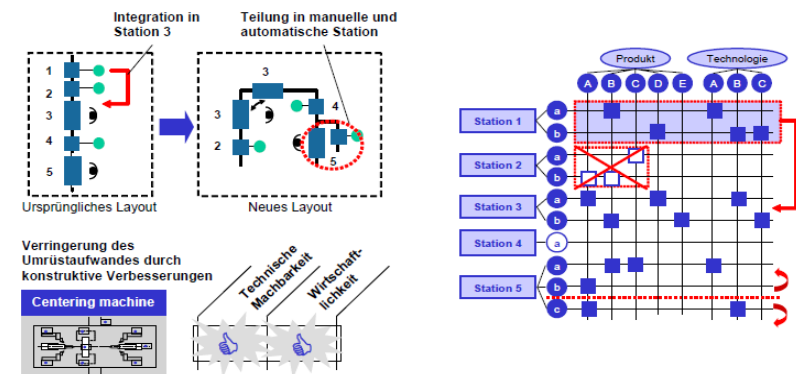 Integration in
Station 3
Teilung in manuelle und
automatische Station
1
2
3
4
5
3
3
2
4
5
Ursprüngliches Layout
Neues Layout
Verringerung des
Umrüstaufwandes durch
konstruktive Verbesserungen
Centering machine
Technische
Machbarkeit
Wirtschaft-
lichkeit
Produkt
Technologie
A B C D E A B C
Station 1
a
b
Station 2
a
b
Station 3
a
b
Station 4
a
Station 5
a
b
c